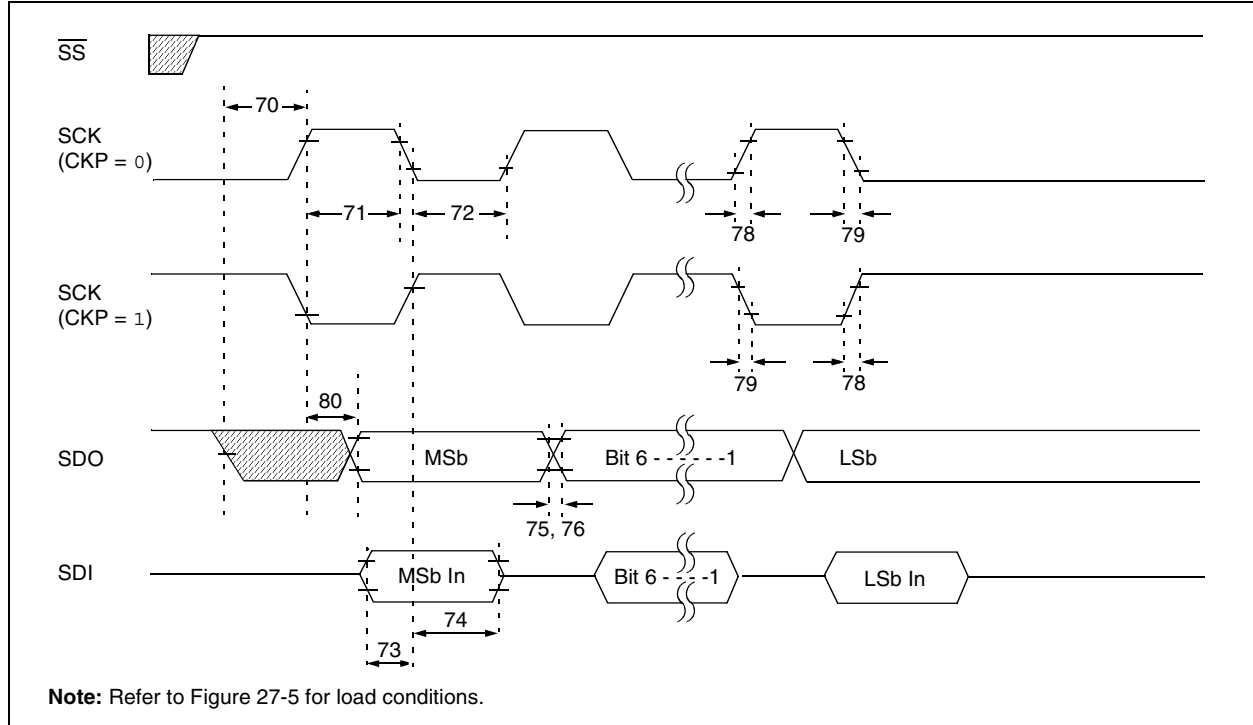 SS
70
SCK
(CKP = 0)
71
72
78
79
SCK
(CKP = 1)
79
78
80
SDO
MSb
Bit 6 - - - - - - -1
LSb
75, 76
SDI
MSb In
Bit 6 - - - - -1
LSb In
74
73
Note: Refer to Figure 27-5 for load conditions.